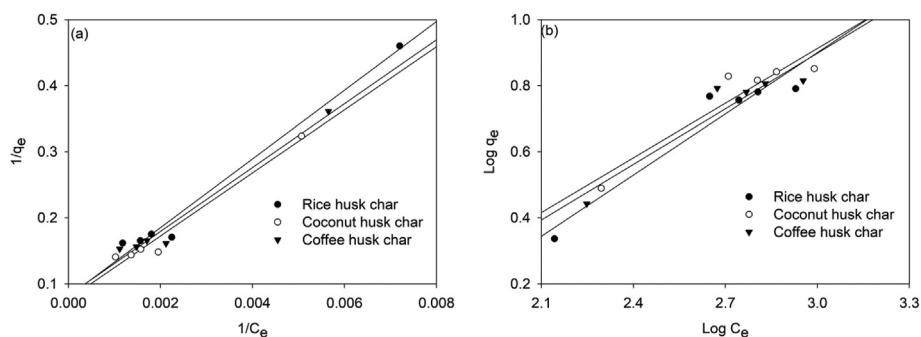 (a)
0.5
0.4
0.3
0.2
0.1
1/qe
Rice husk char
Coconut husk char
Coffee husk char
0.000 0.002 0.004 0.006 0.008
1/Ce
(b)
1.0
0.8
0.6
0.4
0.2
Log qe
Rice husk char
Coconut husk char
Coffee husk char
2.1 2.4 2.7 3.0 3.3
Log Ce